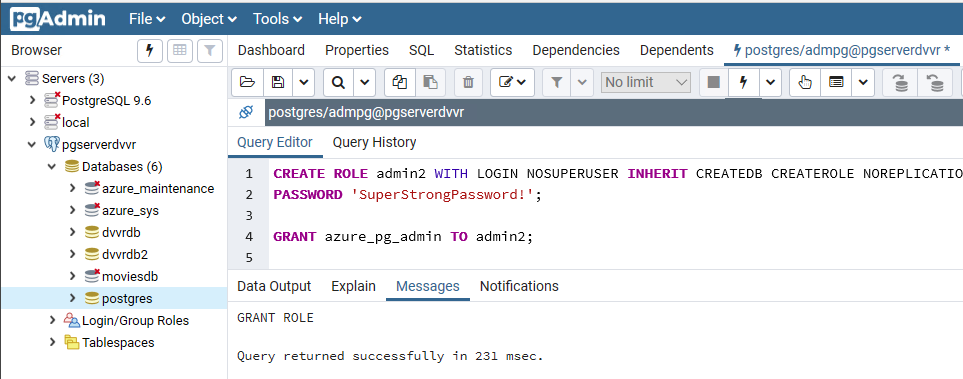 pgAdmin File Object Tools Help
Browser
Dashboard Properties SQL Statistics Dependencies Dependents postgres/admpg@pgserverdvvr *
Servers (3)
PostgreSQL 9.6
local
pgserverdvvr
Databases (6)
azure_maintenance
azure_sys
dvvrdb
dvvrdb2
moviesdb
postgres
Login/Group Roles
Tablespaces
No limit
postgres/admpg@pgserverdvvr
Query Editor Query History
1 CREATE ROLE admin2 WITH LOGIN NOSUPERUSER INHERIT CREATEDB CREATEROLE NOREPLICATIO
2 PASSWORD 'SuperStrongPassword!';
3
4 GRANT azure_pg_admin TO admin2;
5
Data Output Explain Messages Notifications
GRANT ROLE
Query returned successfully in 231 msec.